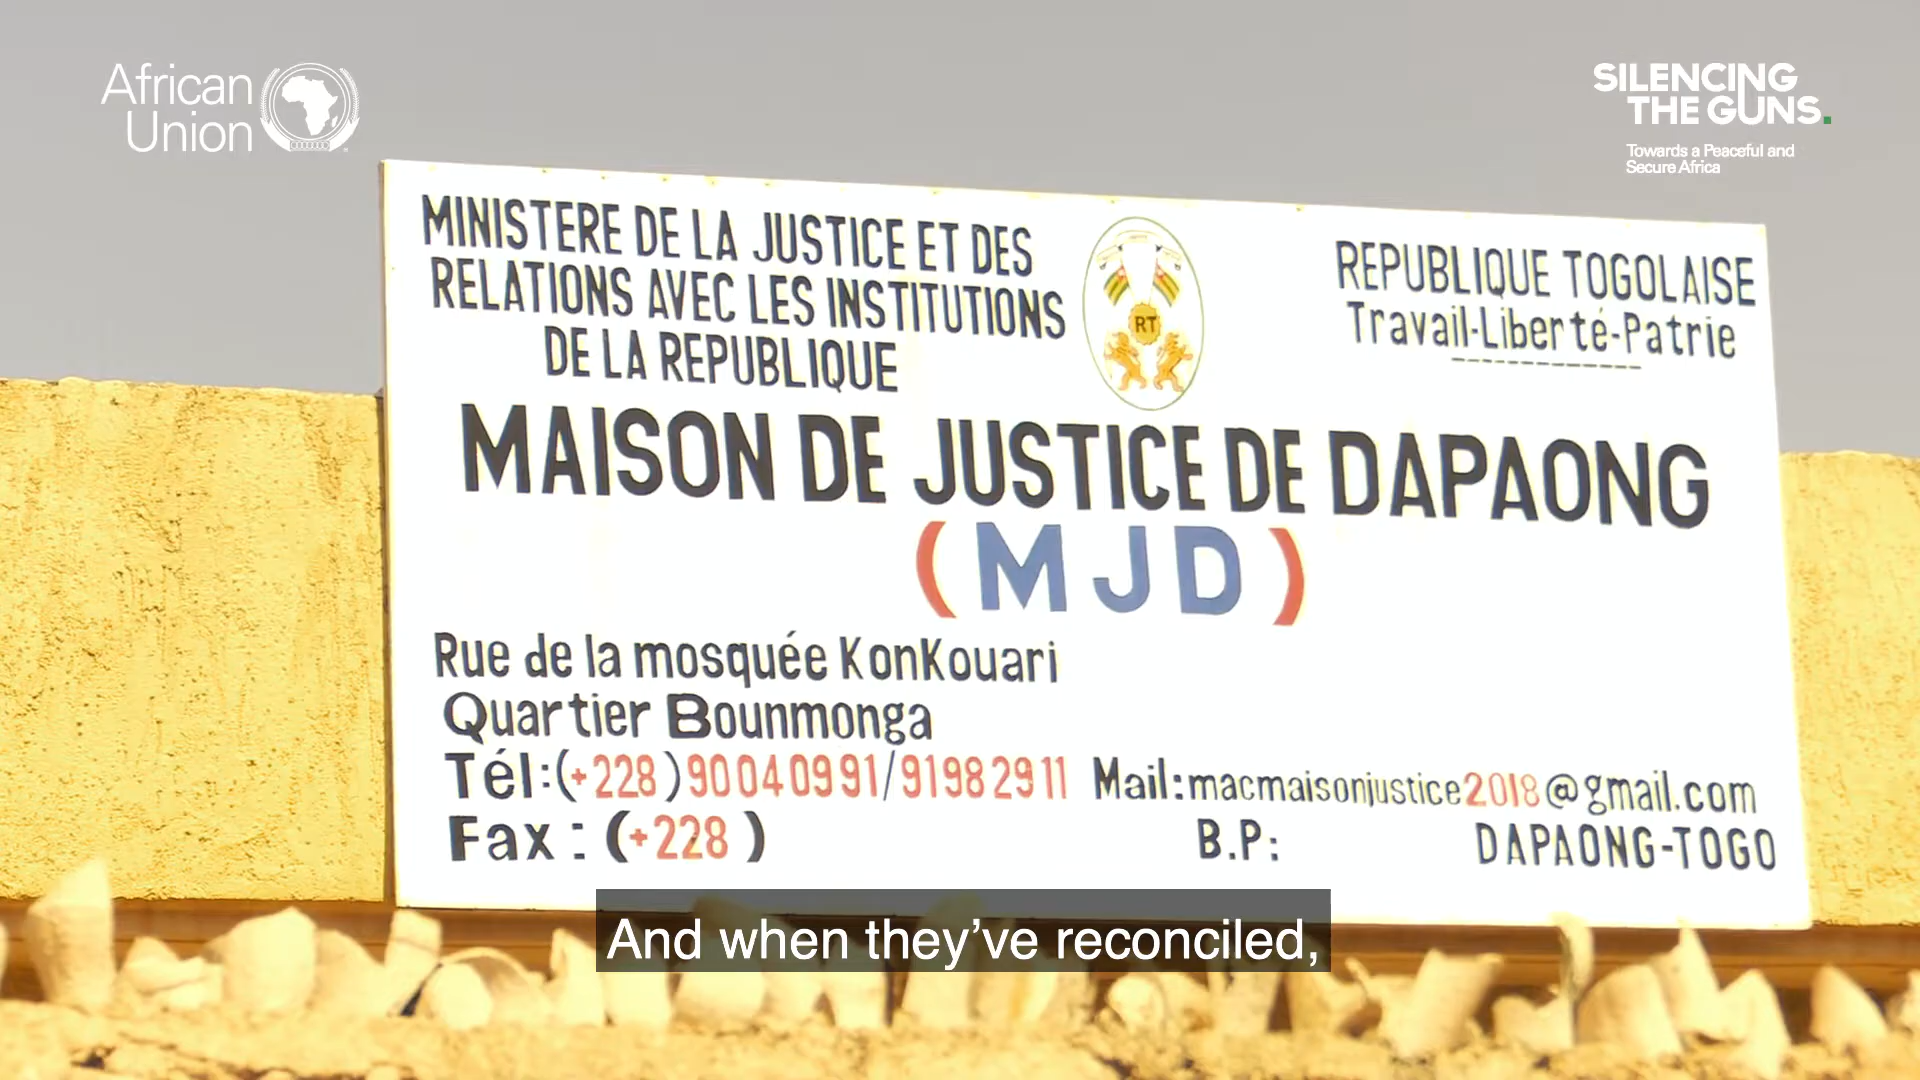 African
Union
SILENCING
THE GUNS.
Towards a Peaceful and
Secure Africa
MINISTERE DE LA JUSTICE ET DES
RELATIONS AVEC LES INSTITUTIONS
DE LA REPUBLIQUE
RT
REPUBLIQUE TOGOLAISE
Travail-Liberté-Patrie
MAISON DE JUSTICE DE DAPAONG
(MJD)
Rue de la mosquée KonKouari
Quartier Bounmonga
Tél:(+228)90040991/91982911 Mail:macmaisonjustice2018@gmail.com
Fax : (+228 ) B.P: DAPAONG-TOGO
And when they’ve reconciled,